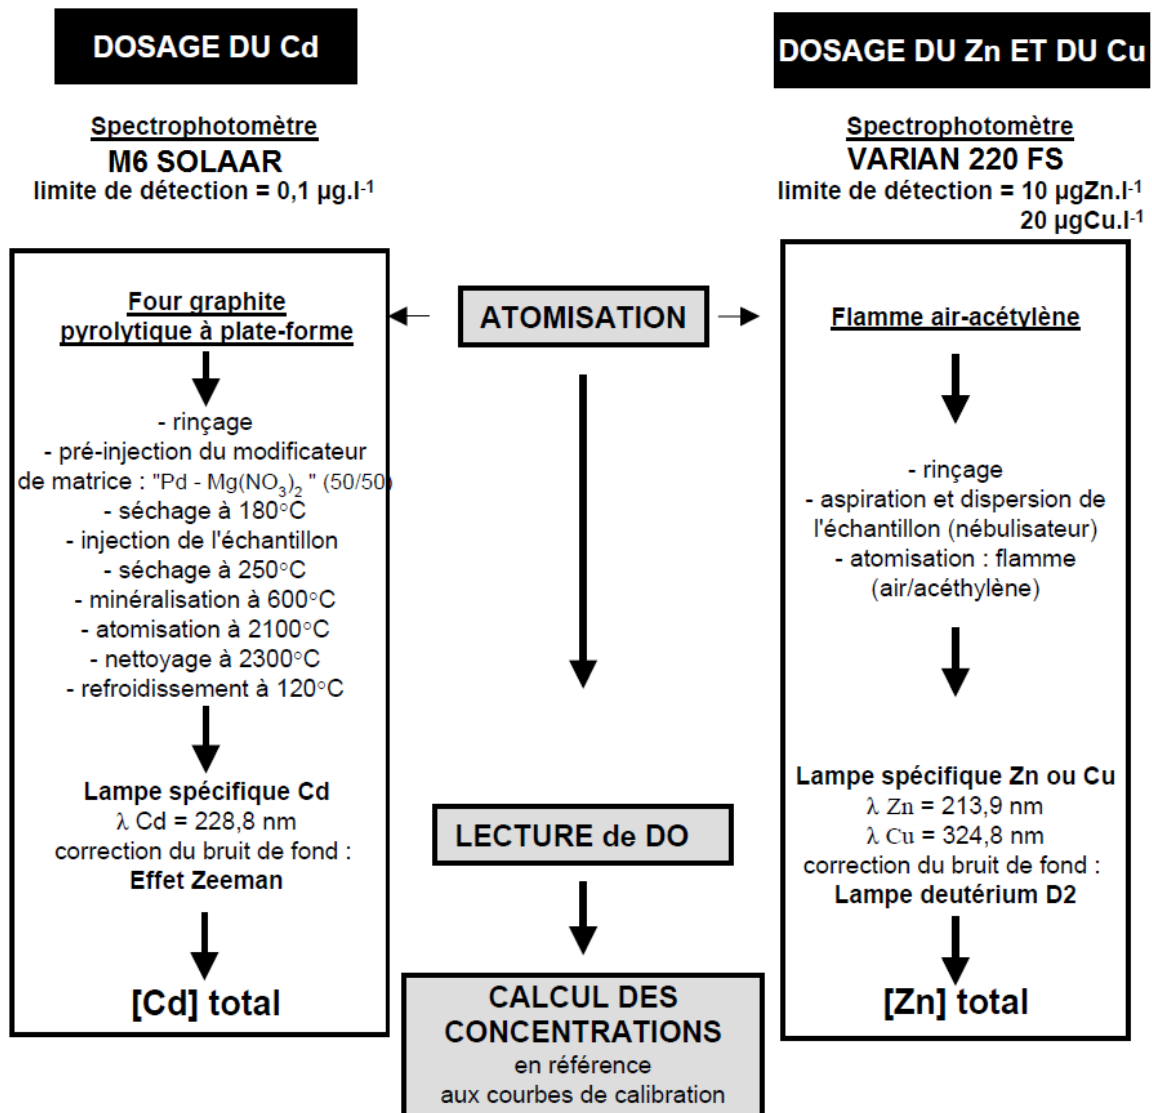 DOSAGE DU Cd
Spectrophotomètre
M6 SOLAAR
limite de détection = 0,1 µg.l-1
Four graphite
pyrolytique à plate-forme
- rinçage
- pré-injection du modificateur
de matrice : "Pd - Mg(NO3)2 " (50/50)
- séchage à 180°C
- injection de l'échantillon
- séchage à 250°C
- minéralisation à 600°C
- atomisation à 2100°C
- nettoyage à 2300°C
- refroidissement à 120°C
Lampe spécifique Cd
λ Cd = 228,8 nm
correction du bruit de fond :
Effet Zeeman
[Cd] total
ATOMISATION
LECTURE de DO
CALCUL DES
CONCENTRATIONS
en référence
aux courbes de calibration
DOSAGE DU Zn ET DU Cu
Spectrophotomètre
VARIAN 220 FS
limite de détection = 10 µgZn.l-1
20 µgCu.l-1
Flamme air-acétylène
- rinçage
- aspiration et dispersion de
l'échantillon (nébulisateur)
- atomisation : flamme
(air/acéthylène)
Lampe spécifique Zn ou Cu
λ Zn = 213,9 nm
λ Cu = 324,8 nm
correction du bruit de fond :
Lampe deutérium D2
[Zn] total